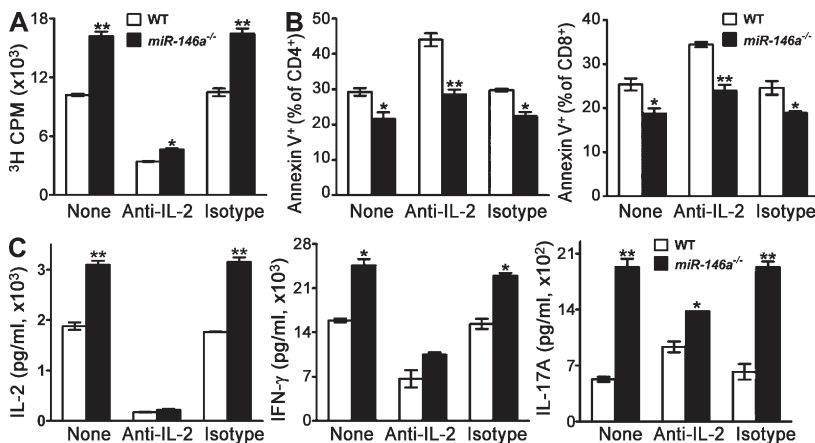 A
³H CPM (x10³)
18
12
6
0
WT
miR-146a⁻/⁻
**
*
**
None Anti-IL-2 Isotype
B
Annexin V⁺ (% of CD4⁺)
50
40
30
20
10
0
WT
miR-146a⁻/⁻
*
**
*
None Anti-IL-2 Isotype
Annexin V⁺ (% of CD8⁺)
40
30
20
10
0
*
**
*
None Anti-IL-2 Isotype
C
IL-2 (pg/ml, x10³)
3
2
1
0
**
**
None Anti-IL-2 Isotype
IFN-γ (pg/ml, x10³)
28
21
14
7
0
*
*
None Anti-IL-2 Isotype
IL-17A (pg/ml, x10²)
21
14
7
0
WT
miR-146a⁻/⁻
**
*
**
None Anti-IL-2 Isotype